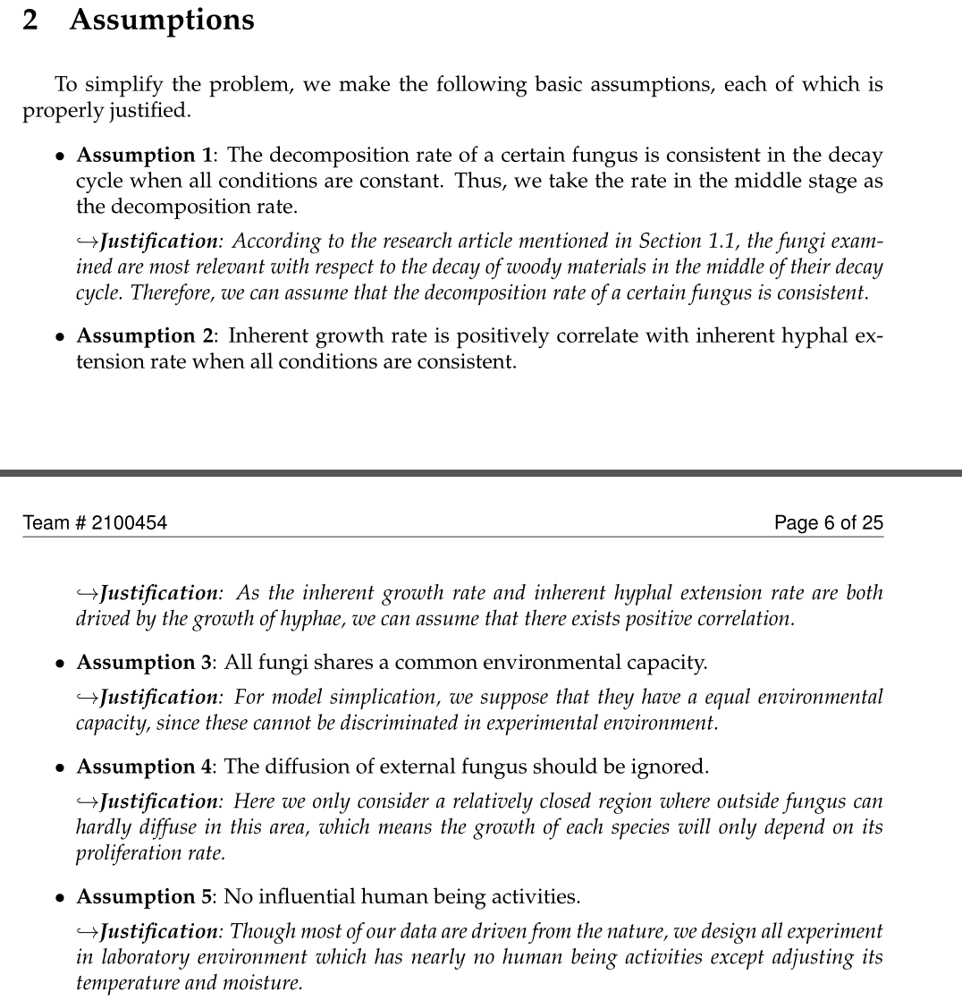 2 Assumptions
To simplify the problem, we make the following basic assumptions, each of which is
properly justified.
• Assumption 1: The decomposition rate of a certain fungus is consistent in the decay
cycle when all conditions are constant. Thus, we take the rate in the middle stage as
the decomposition rate.
↪Justification: According to the research article mentioned in Section 1.1, the fungi exam-
ined are most relevant with respect to the decay of woody materials in the middle of their decay
cycle. Therefore, we can assume that the decomposition rate of a certain fungus is consistent.
• Assumption 2: Inherent growth rate is positively correlate with inherent hyphal ex-
tension rate when all conditions are consistent.
Team # 2100454 Page 6 of 25
↪Justification: As the inherent growth rate and inherent hyphal extension rate are both
drived by the growth of hyphae, we can assume that there exists positive correlation.
• Assumption 3: All fungi shares a common environmental capacity.
↪Justification: For model simplication, we suppose that they have a equal environmental
capacity, since these cannot be discriminated in experimental environment.
• Assumption 4: The diffusion of external fungus should be ignored.
↪Justification: Here we only consider a relatively closed region where outside fungus can
hardly diffuse in this area, which means the growth of each species will only depend on its
proliferation rate.
• Assumption 5: No influential human being activities.
↪Justification: Though most of our data are driven from the nature, we design all experiment
in laboratory environment which has nearly no human being activities except adjusting its
temperature and moisture.